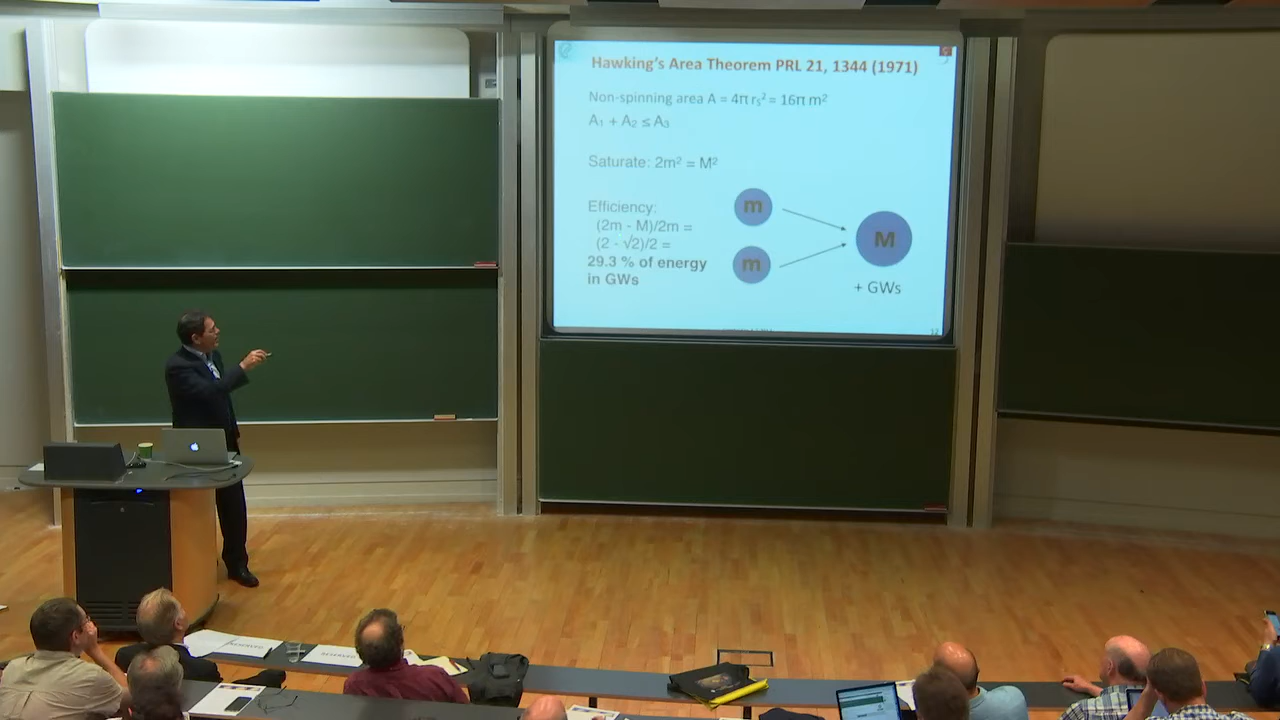 Hawking's Area Theorem PRL 21, 1344 (1971)
Non-spinning area A = 4π rₛ² = 16π m²
A₁ + A₂ ≤ A₃
Saturate: 2m² = M²
Efficiency:
(2m - M)/2m =
(2 - √2)/2 =
29.3 % of energy
in GWs
m
m
M
+ GWs
12